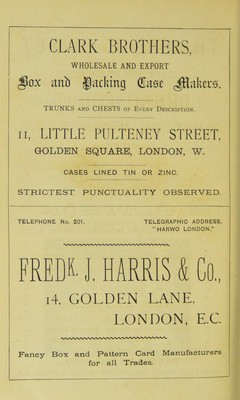 CLARK BROTHERS,
WHOLESALE AND EXPORT
Box and Packing Case Makers,
TRUNKS and CHESTS of Every Description.
11, LITTLE PULTENEY STREET,
GOLDEN SQUARE, LONDON, W.
CASES LINED TIN OR ZINC.
STRICTEST PUNCTUALITY OBSERVED.
TELEPHONE No. 201. TELEGRAPHIC ADDRESS,
"HARWO LONDON."
FREDK. J. HARRIS & Co.,
14, GOLDEN LANE,
LONDON, E.C.
Fancy Box and Pattern Card Manufacturers
for all Trades.